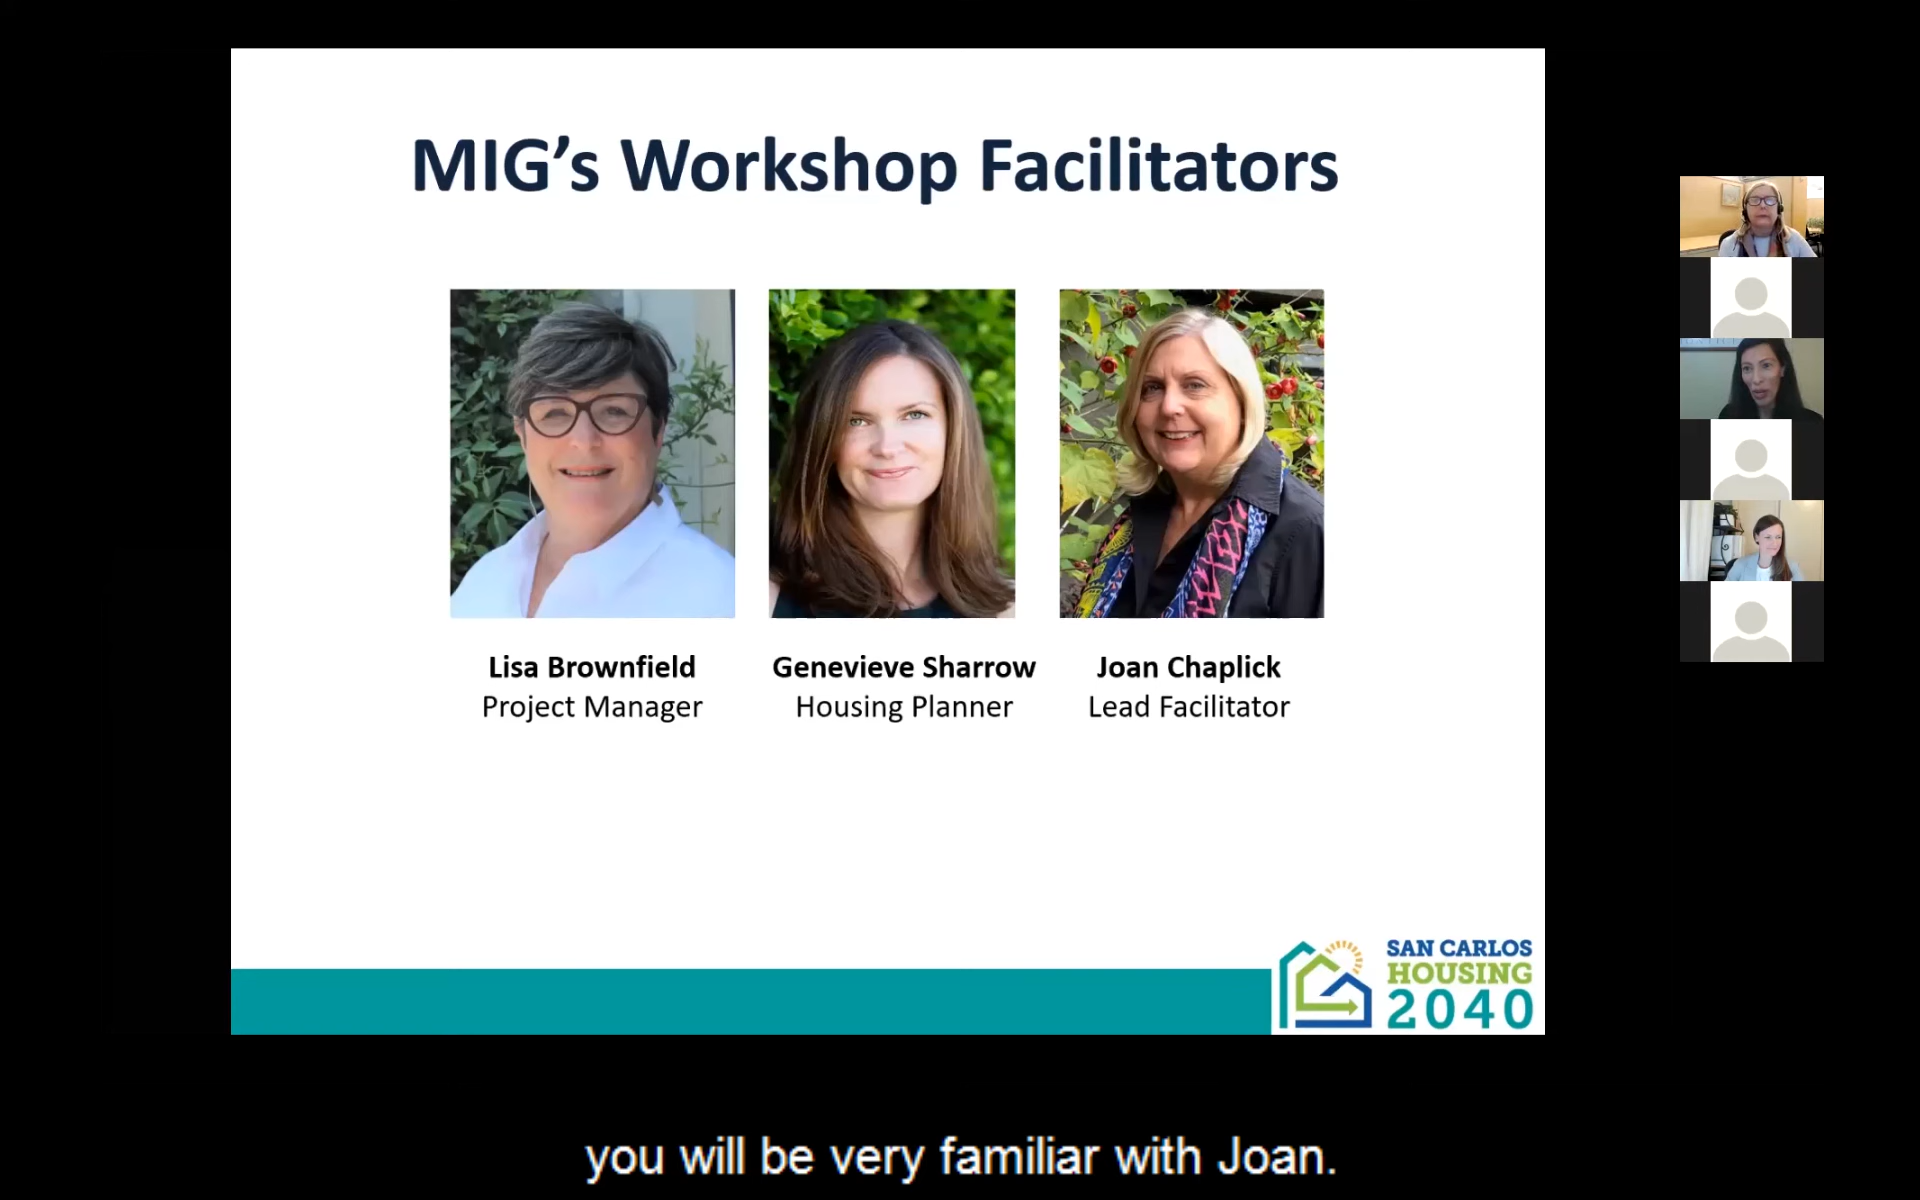 MIG’s Workshop Facilitators
Lisa Brownfield
Project Manager
Genevieve Sharrow
Housing Planner
Joan Chaplick
Lead Facilitator
SAN CARLOS
HOUSING
2040
you will be very familiar with Joan.